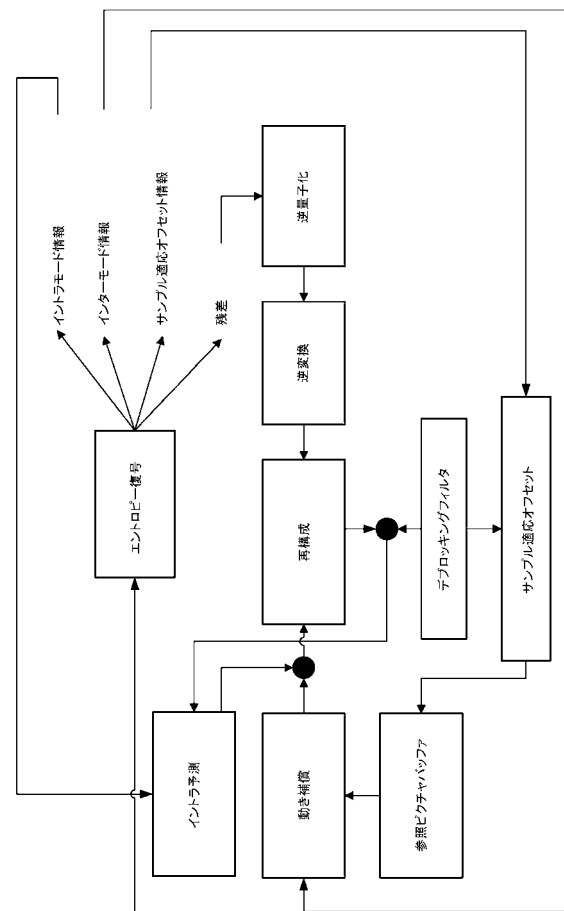 イントラモード情報
インターモード情報
サンプル適応オフセット情報
残差
エントロピー復号
逆量子化
逆変換
再構成
デブロッキングフィルタ
サンプル適応オフセット
イントラ予測
動き補償
参照ピクチャバッファ